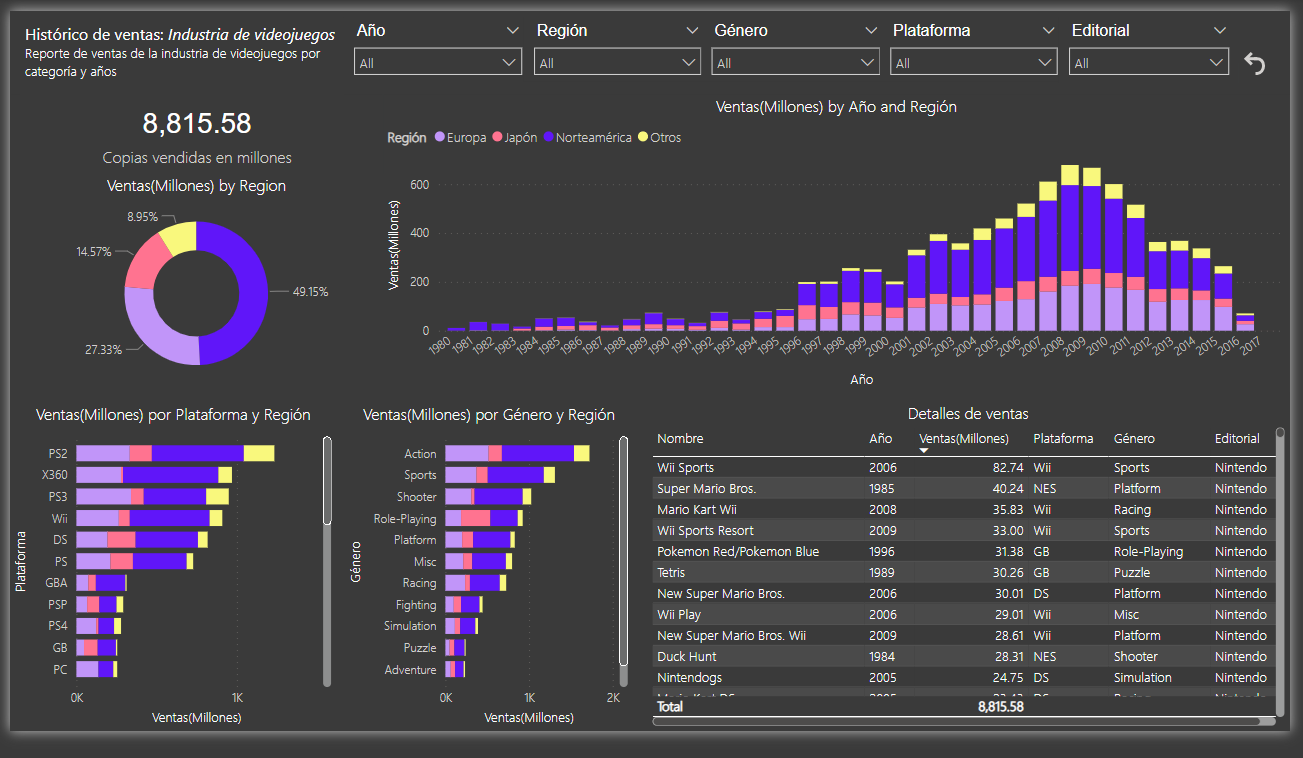 Histórico de ventas: Industria de videojuegos
Reporte de ventas de la industria de videojuegos por
categoría y años
Año
All
Región
All
Género
All
Plataforma
All
Editorial
All
8,815.58
Copias vendidas en millones
Ventas(Millones) by Region
8.95%
14.57%
49.15%
27.33%
Ventas(Millones) by Año and Región
Región Europa Japón Norteamérica Otros
Ventas(Millones)
600
400
200
0
1980 1981 1982 1983 1984 1985 1986 1987 1988 1989 1990 1991 1992 1993 1994 1995 1996 1997 1998 1999 2000 2001 2002 2003 2004 2005 2006 2007 2008 2009 2010 2011 2012 2013 2014 2015 2016 2017
Año
Ventas(Millones) por Plataforma y Región
Plataforma
PS2
X360
PS3
Wii
DS
PS
GBA
PSP
PS4
GB
PC
0K 1K
Ventas(Millones)
Ventas(Millones) por Género y Región
Género
Action
Sports
Shooter
Role-Playing
Platform
Misc
Racing
Fighting
Simulation
Puzzle
Adventure
0K 1K 2K
Ventas(Millones)
Detalles de ventas
Nombre Año Ventas(Millones) Plataforma Género Editorial
Wii Sports 2006 82.74 Wii Sports Nintendo
Super Mario Bros. 1985 40.24 NES Platform Nintendo
Mario Kart Wii 2008 35.83 Wii Racing Nintendo
Wii Sports Resort 2009 33.00 Wii Sports Nintendo
Pokemon Red/Pokemon Blue 1996 31.38 GB Role-Playing Nintendo
Tetris 1989 30.26 GB Puzzle Nintendo
New Super Mario Bros. 2006 30.01 DS Platform Nintendo
Wii Play 2006 29.01 Wii Misc Nintendo
New Super Mario Bros. Wii 2009 28.61 Wii Platform Nintendo
Duck Hunt 1984 28.31 NES Shooter Nintendo
Nintendogs 2005 24.75 DS Simulation Nintendo
Total 8,815.58